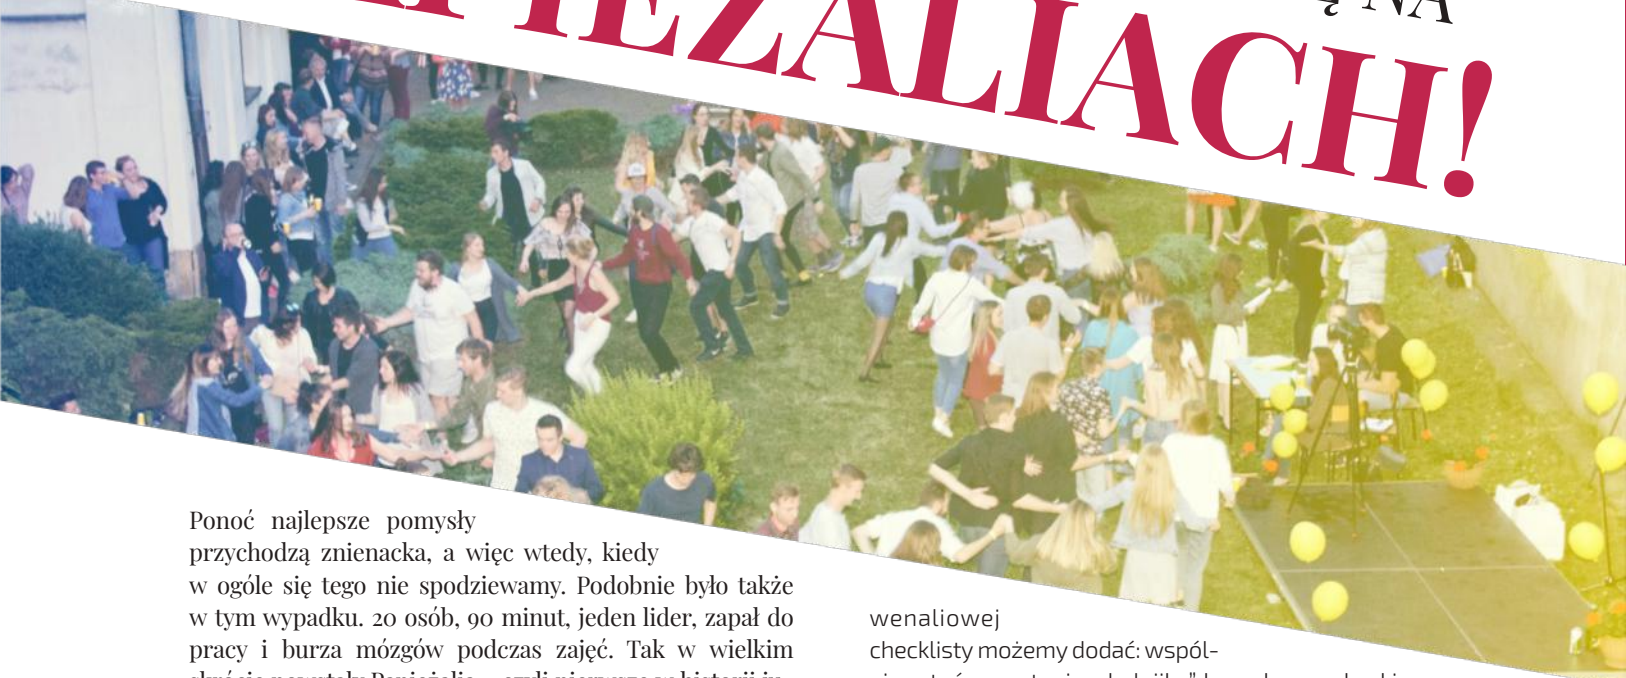 NA
ALIACH!
Ponoć najlepsze pomysły
przychodzą znienacka, a więc wtedy, kiedy
w ogóle się tego nie spodziewamy. Podobnie było także
w tym wypadku. 20 osób, 90 minut, jeden lider, zapał do
pracy i burza mózgów podczas zajęć. Tak w wielkim
wenaliowej
checklisty możemy dodać: wspól-